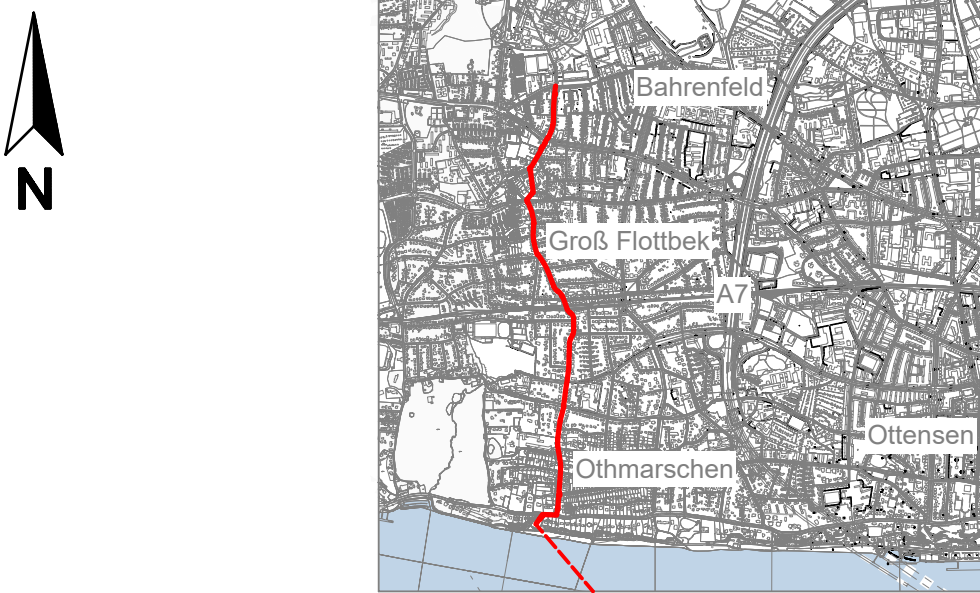 N
Bahrenfeld
Groß Flottbek
A7
Ottensen
Othmarschen